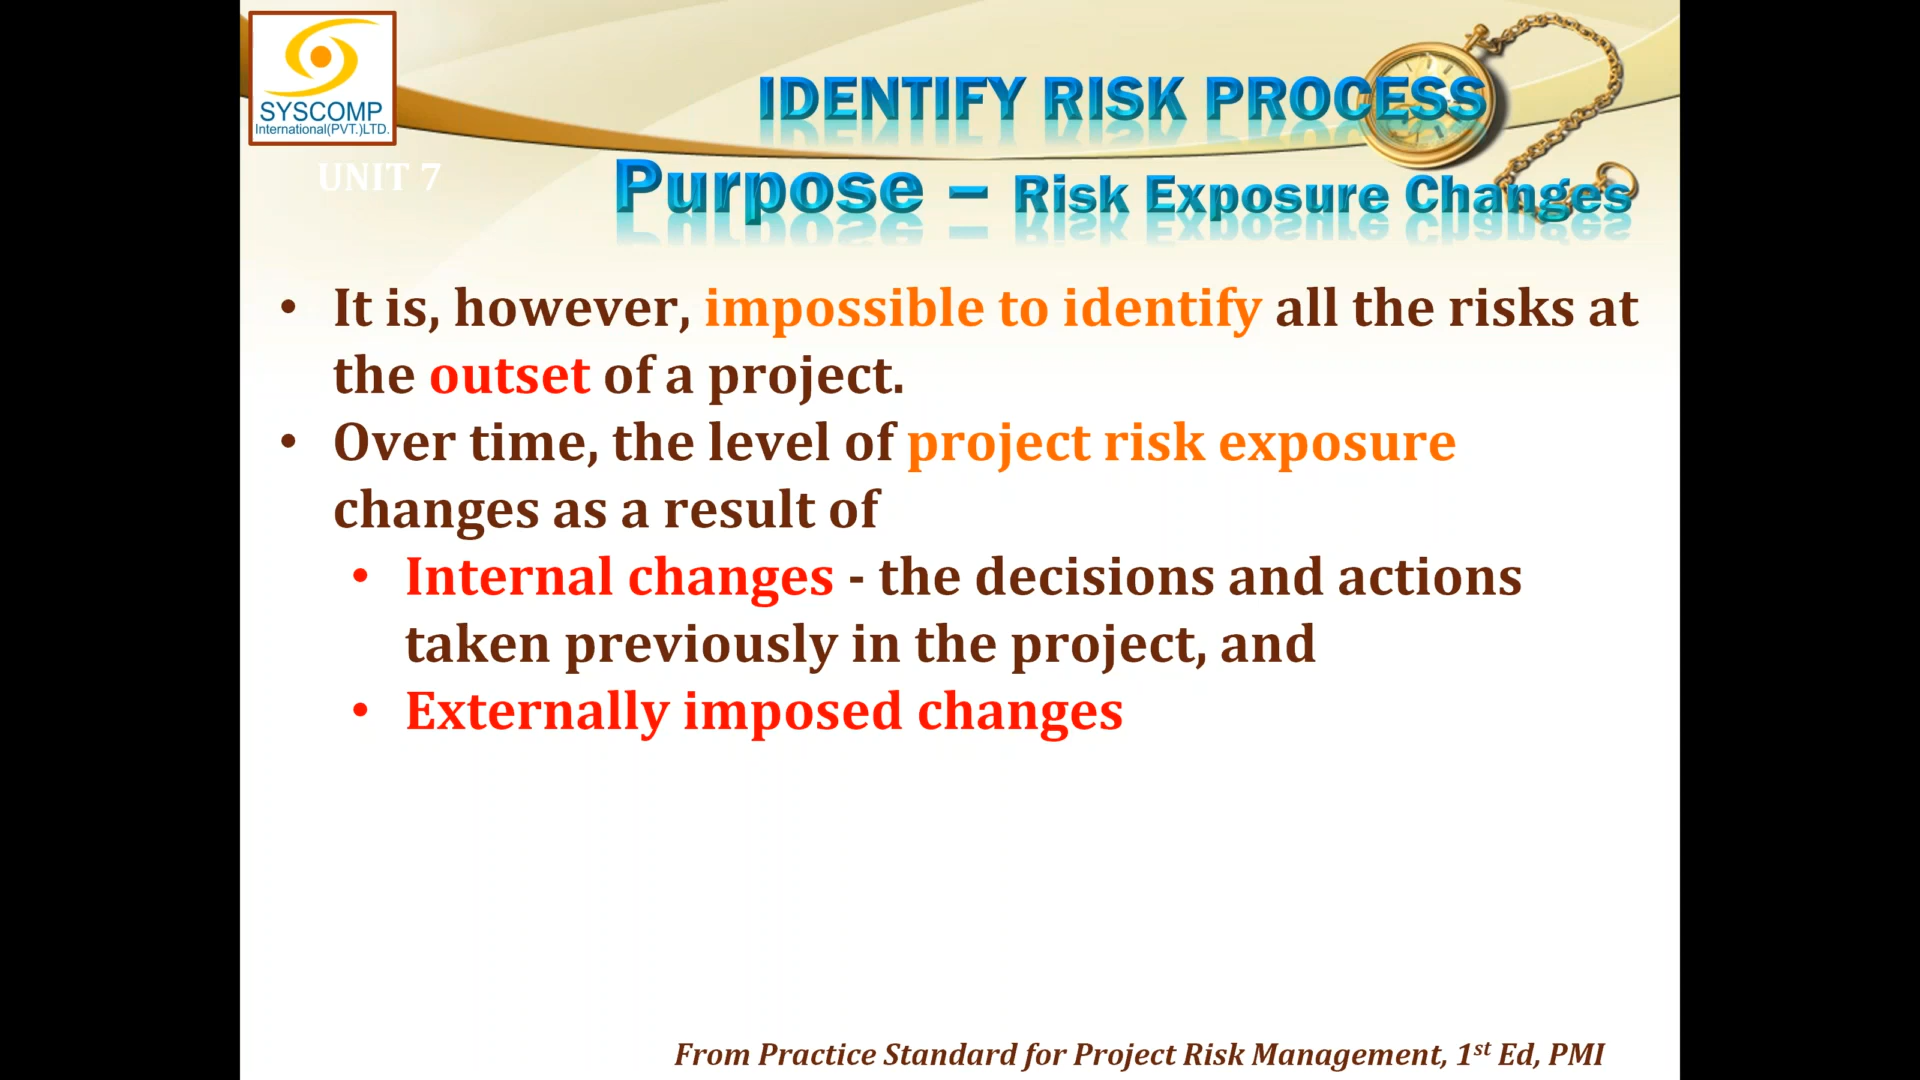 SYSCOMP
International(PVT.)LTD.
UNIT 7
IDENTIFY RISK PROCESS
Purpose – Risk Exposure Changes
• It is, however, impossible to identify all the risks at
the outset of a project.
• Over time, the level of project risk exposure
changes as a result of
• Internal changes - the decisions and actions
taken previously in the project, and
• Externally imposed changes
From Practice Standard for Project Risk Management, 1st Ed, PMI